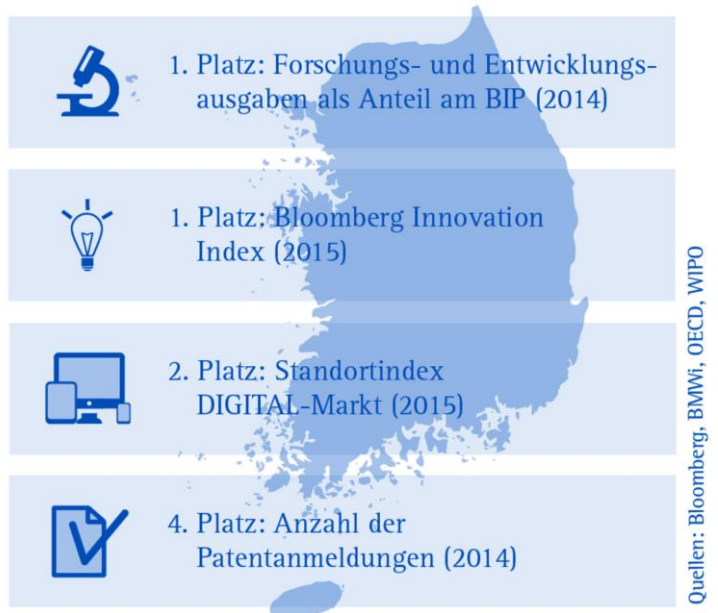 1. Platz: Forschungs- und Entwicklungs-
ausgaben als Anteil am BIP (2014)
1. Platz: Bloomberg Innovation
Index (2015)
2. Platz: Standortindex
DIGITAL-Markt (2015)
4. Platz: Anzahl der
Patentanmeldungen (2014)
Quellen: Bloomberg, BMWi, OECD, WIPO